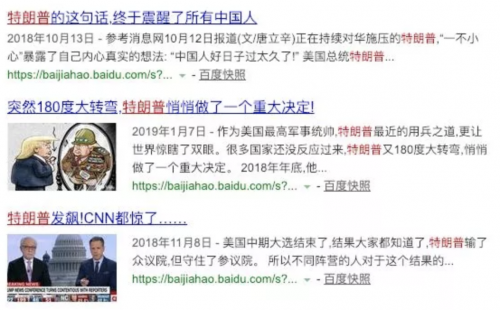 特朗普的这句话,终于震醒了所有中国人
2018年10月13日 - 参考消息网10月12日报道(文/唐立辛)正在持续对华施压的特朗普,“一不小
心”暴露了自己内心真实的想法: “中国人好日子过太久了!” 美国总统特朗普...
https://baijiahao.baidu.com/s?... - 百度快照
突然180度大转弯,特朗普悄悄做了一个重大决定!
2019年1月7日 - 作为美国最高军事统帅,特朗普最近的用兵之道,更让
世界惊瞎了双眼。很多国家还没反应过来,特朗普又180度大转弯,悄悄
做了一个重大决定。 2018年年底,他...
https://baijiahao.baidu.com/s?... - 百度快照
特朗普发飙!CNN都惊了……
2018年11月8日 - 美国中期大选结束了,结果大家都知道了,特朗普输了
众议院,但守住了参议院。 所以不同阵营的人对于这个结果的...
https://baijiahao.baidu.com/s?... - 百度快照
UMP NEWS CONFERENCE TURNS CONTENTIOUS WITH REPORTERS